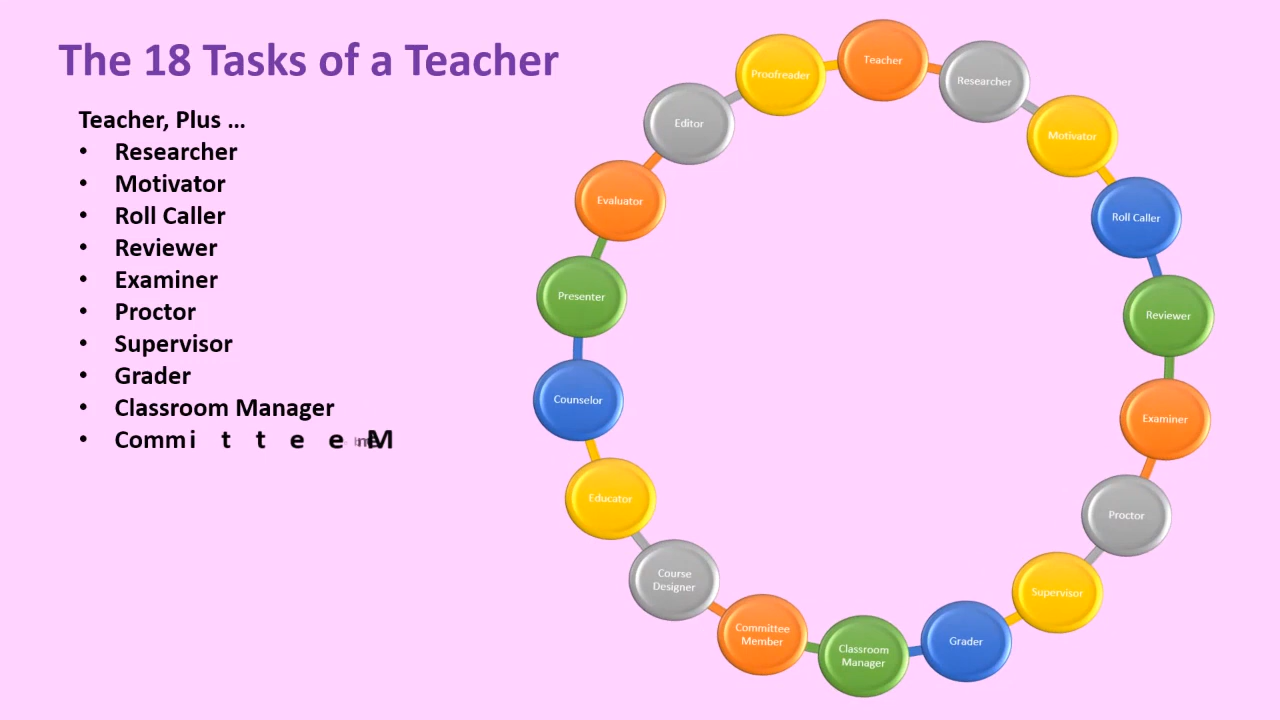 The 18 Tasks of a Teacher
Teacher, Plus ...
• Researcher
• Motivator
• Roll Caller
• Reviewer
• Examiner
• Proctor
• Supervisor
• Grader
• Classroom Manager
• Committee M
Teacher
Researcher
Motivator
Roll Caller
Reviewer
Examiner
Proctor
Supervisor
Grader
Classroom
Manager
Committee
Member
Course
Designer
Educator
Counselor
Presenter
Evaluator
Editor
Proofreader